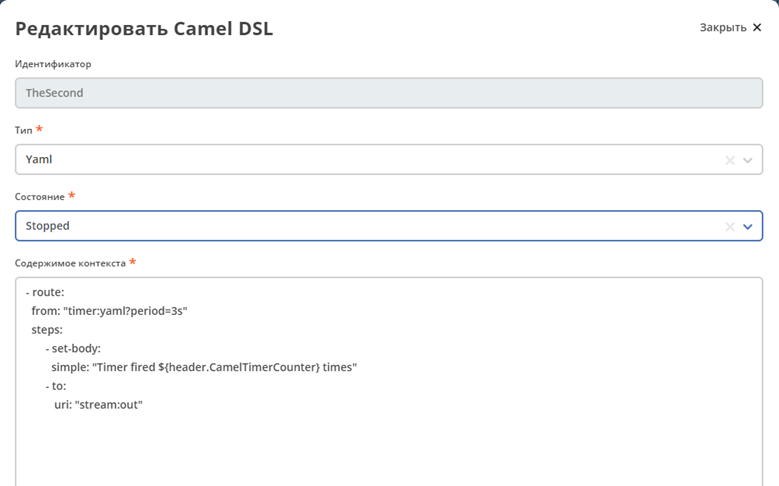 Редактировать Camel DSL
Закрыть ✕
Идентификатор
TheSecond
Тип *
Yaml
Состояние *
Stopped
Содержимое контекста *
- route:
from: "timer:yaml?period=3s"
steps:
- set-body:
simple: "Timer fired ${header.CamelTimerCounter} times"
- to:
uri: "stream:out"